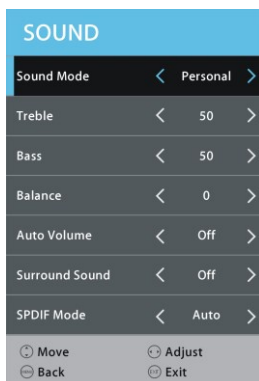 SOUND
Sound Mode < Personal >
Treble < 50 >
Bass < 50 >
Balance < 0 >
Auto Volume < Off >
Surround Sound < Off >
SPDIF Mode < Auto >
Move Adjust
Back Exit